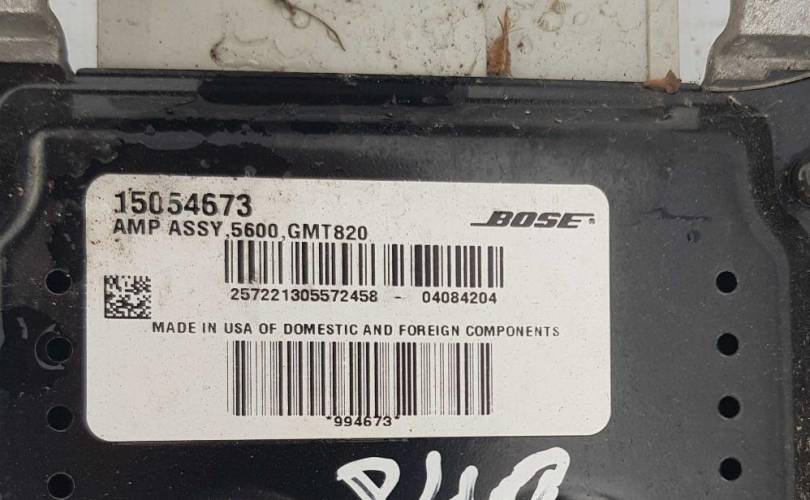 15054673
AMP ASSY,5600,GMT820
BOSE®
257221305572458 - 04084204
MADE IN USA OF DOMESTIC AND FOREIGN COMPONENTS
*994673*